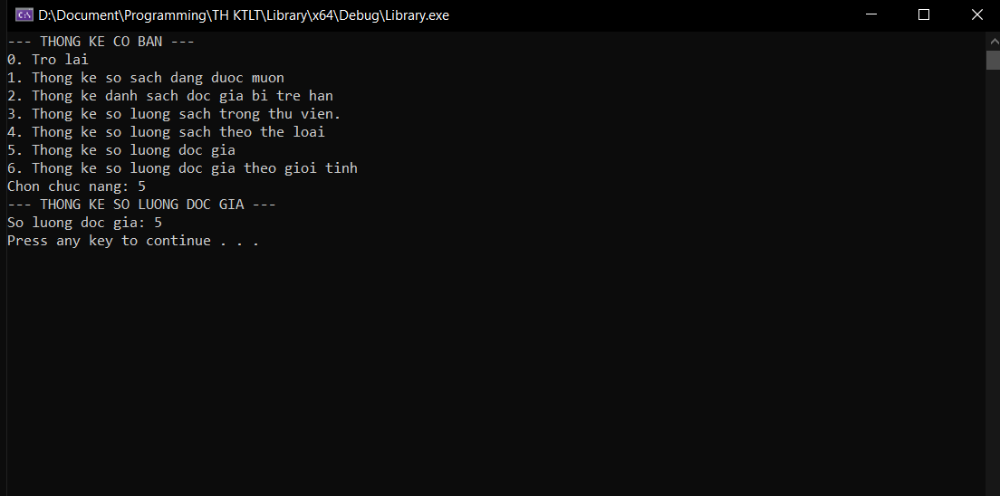 D:\Document\Programming\TH KTLT\Library\x64\Debug\Library.exe
--- THONG KE CO BAN ---
0. Tro lai
1. Thong ke so sach dang duoc muon
2. Thong ke danh sach doc gia bi tre han
3. Thong ke so luong sach trong thu vien.
4. Thong ke so luong sach theo the loai
5. Thong ke so luong doc gia
6. Thong ke so luong doc gia theo gioi tinh
Chon chuc nang: 5
--- THONG KE SO LUONG DOC GIA ---
So luong doc gia: 5
Press any key to continue . . .